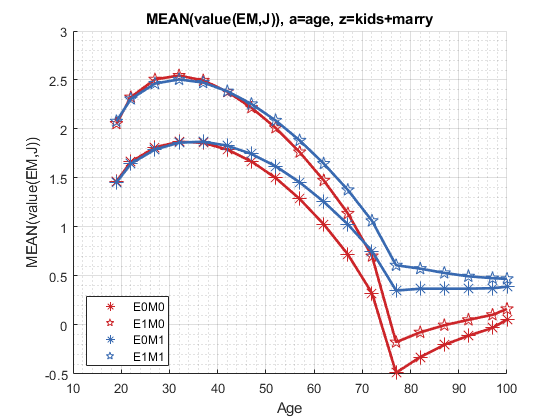 MEAN(value(EM,J)), a=age, z=kids+marry
MEAN(value(EM,J))
3
2.5
2
1.5
1
0.5
0
-0.5
E0M0
E1M0
E0M1
E1M1
10 20 30 40 50 60 70 80 90 100
Age